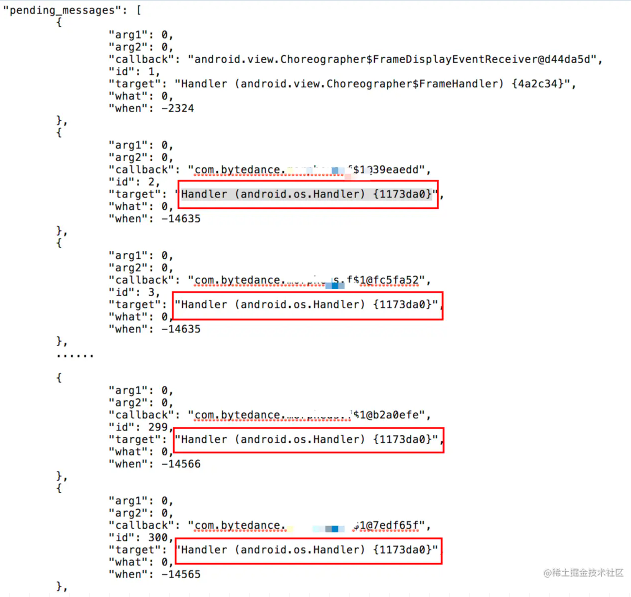 "pending_messages": [
{
"arg1": 0,
"arg2": 0,
"callback": "android.view.Choreographer$FrameDisplayEventReceiver@d44da5d",
"id": 1,
"target": "Handler (android.view.Choreographer$FrameHandler) {4a2c34}",
"what": 0,
"when": -2324
},
{
"arg1": 0,
"arg2": 0,
"callback": "com.bytedance.
"id": 2,
"target": "Handler (android.os.Handler) {1173da0}",
"what": 0,
"when": -14635
},
{
"arg1": 0,
"arg2": 0,
"callback": "com.bytedance. f$1@fc5fa52",
"id": 3,
"target": "Handler (android.os.Handler) {1173da0}",
"what": 0,
"when": -14635
},
......
{
"arg1": 0,
"arg2": 0,
"callback": "com.bytedance. $1@b2a0efe",
"id": 299,
"target": "Handler (android.os.Handler) {1173da0}",
"what": 0,
"when": -14566
},
{
"arg1": 0,
"arg2": 0,
"callback": "com.bytedance. $1@7edf65f",
"id": 300,
"target": "Handler (android.os.Handler) {1173da0}"
"what": 0,
"when": -14565
},
@稀土掘金技术社区